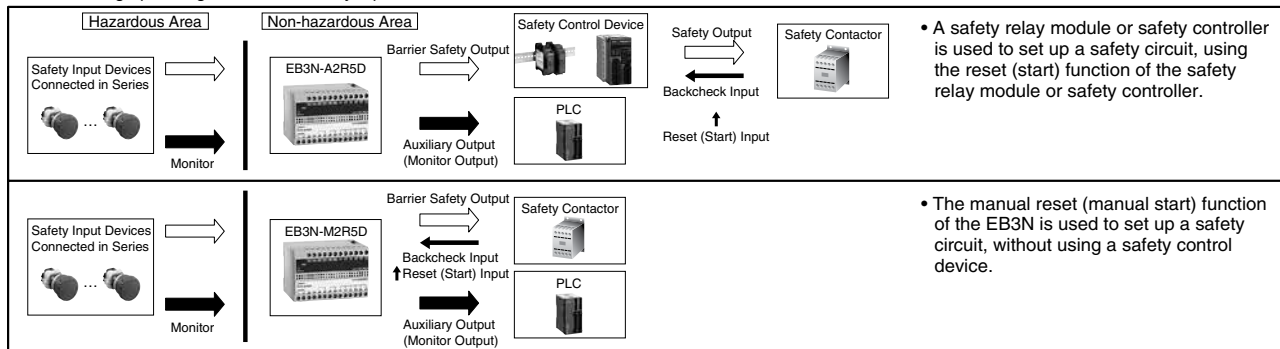 Hazardous Area
Non-hazardous Area
Safety Input Devices
Connected in Series
...
Monitor
EB3N-A2R5D
Barrier Safety Output
Auxiliary Output
(Monitor Output)
Safety Control Device
PLC
Safety Output
Backcheck Input
Reset (Start) Input
Safety Contactor
• A safety relay module or safety controller
is used to set up a safety circuit, using
the reset (start) function of the safety
relay module or safety controller.
Safety Input Devices
Connected in Series
...
Monitor
EB3N-M2R5D
Barrier Safety Output
Backcheck Input
Reset (Start) Input
Auxiliary Output
(Monitor Output)
Safety Contactor
PLC
• The manual reset (manual start) function
of the EB3N is used to set up a safety
circuit, without using a safety control
device.